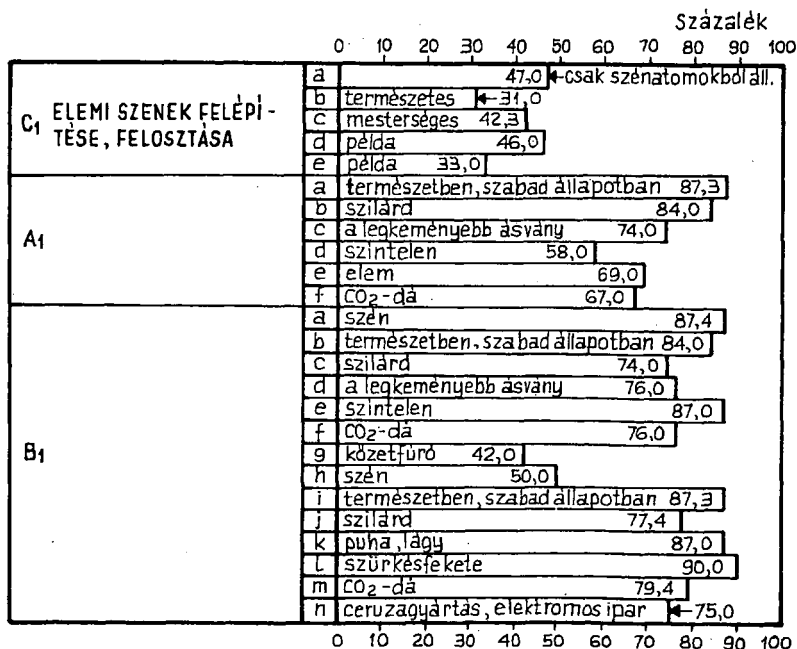 Százalék
0 10 20 30 40 50 60 70 80 90 100
C1 ELEMI SZENEK FELÉPÍ-
TÉSE, FELOSZTÁSA
a 47,0 csak szénatomokból áll.
b természetes 31,0
c mesterséges 42,3
d példa 46,0
e példa 33,0
A1
a természetben, szabad állapotban 87,3
b szilárd 84,0
c a legkeményebb ásvány 74,0
d szintelen 58,0
e elem 69,0
f CO2-dá 67,0
B1
a szén 87,4
b természetben, szabad állapotban 84,0
c szilárd 74,0
d a legkeményebb ásvány 76,0
e szintelen 87,0
f CO2-dá 76,0
g kőzetfúró 42,0
h szén 50,0
i természetben, szabad állapotban 87,3
j szilárd 77,4
k puha, lágy 87,0
l szürkésfekete 90,0
m CO2-dá 79,4
n ceruzagyártás, elektromos ipar 75,0
0 10 20 30 40 50 60 70 80 90 100